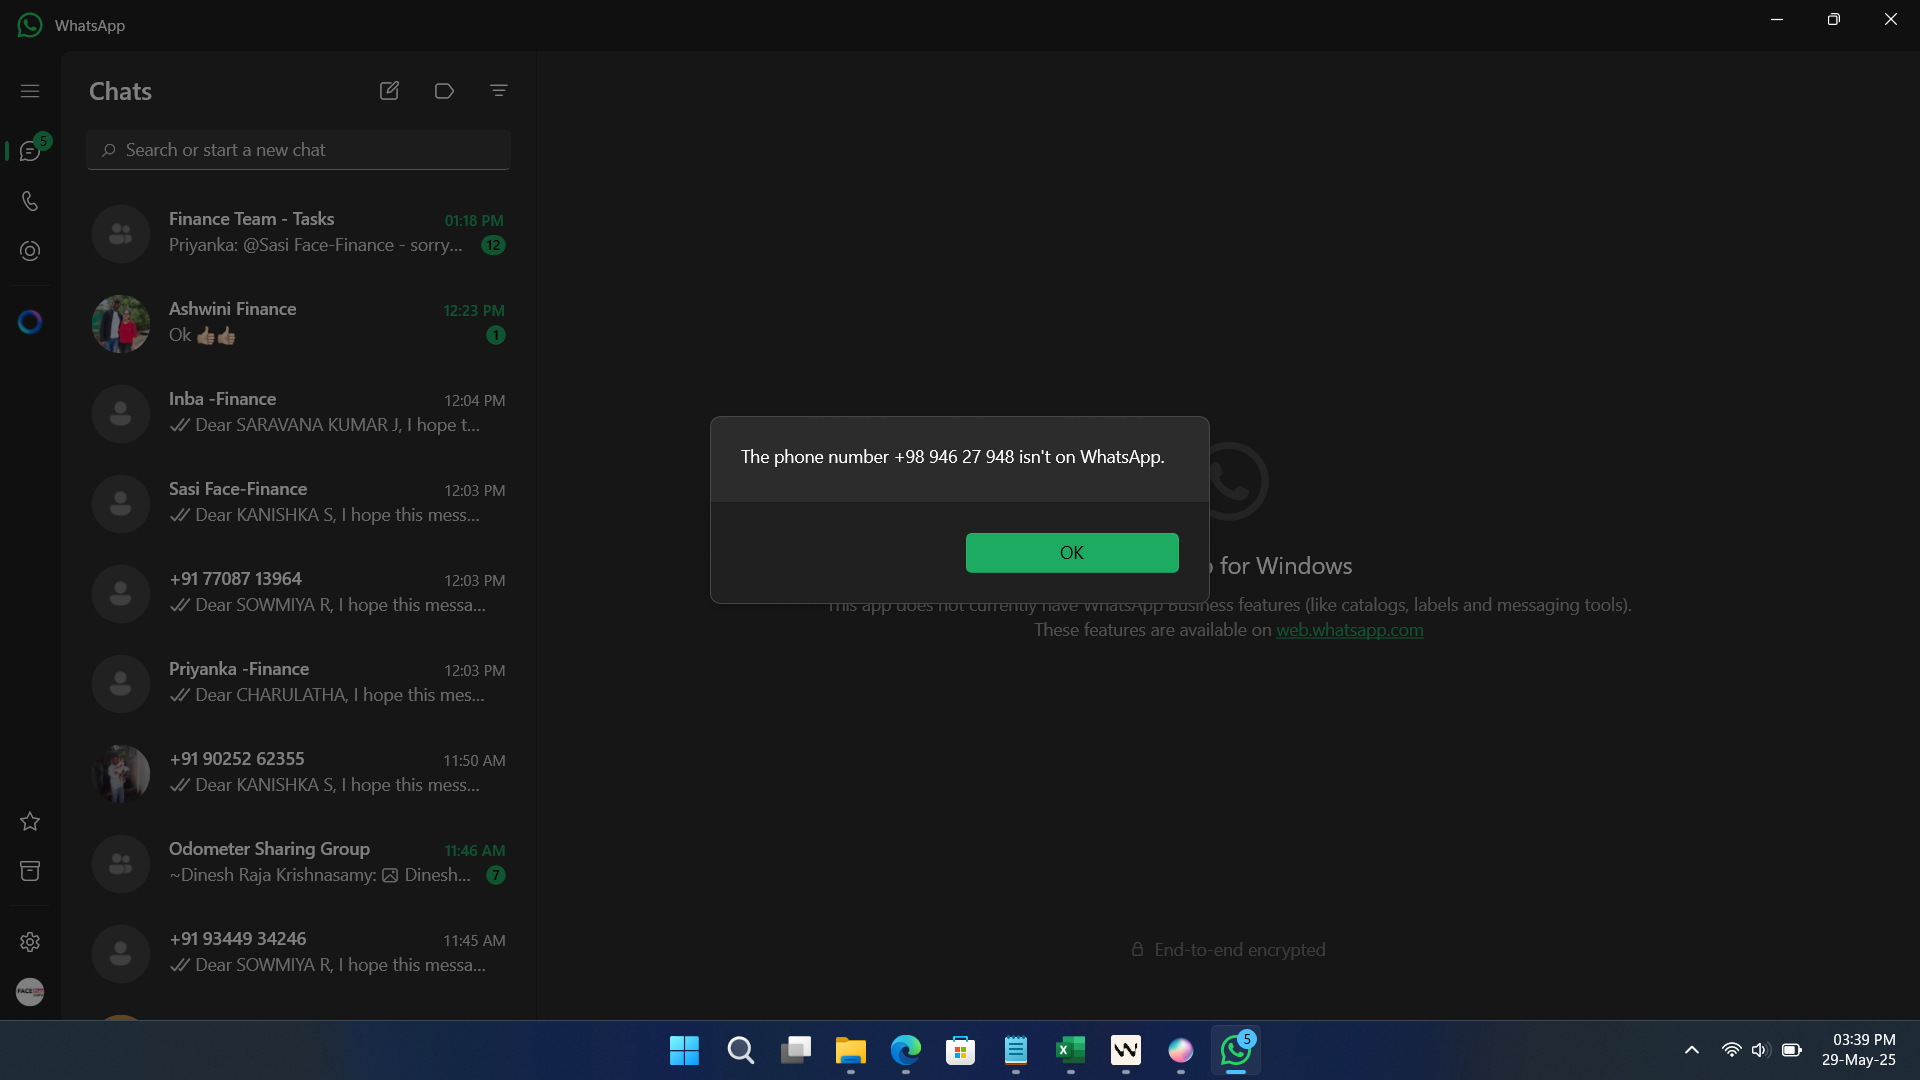 WhatsApp
Chats
5
Search or start a new chat
Finance Team - Tasks
01:18 PM
Priyanka: @Sasi Face-Finance - sorry...
12
Ashwini Finance
12:23 PM
Ok 👍🏼👍🏼
1
Inba -Finance
12:04 PM
Dear SARAVANA KUMAR J, I hope t...
Sasi Face-Finance
12:03 PM
Dear KANISHKA S, I hope this mess...
+91 77087 13964
12:03 PM
Dear SOWMIYA R, I hope this messa...
Priyanka -Finance
12:03 PM
Dear CHARULATHA, I hope this mes...
+91 90252 62355
11:50 AM
Dear KANISHKA S, I hope this mess...
Odometer Sharing Group
11:46 AM
~Dinesh Raja Krishnasamy: Dinesh...
7
+91 93449 34246
11:45 AM
Dear SOWMIYA R, I hope this messa...
FACE
The phone number +98 946 27 948 isn't on WhatsApp.
OK
for Windows
This app does not currently have WhatsApp Business features (like catalogs, labels and messaging tools).
These features are available on web.whatsapp.com
End-to-end encrypted
5
03:39 PM
29-May-25